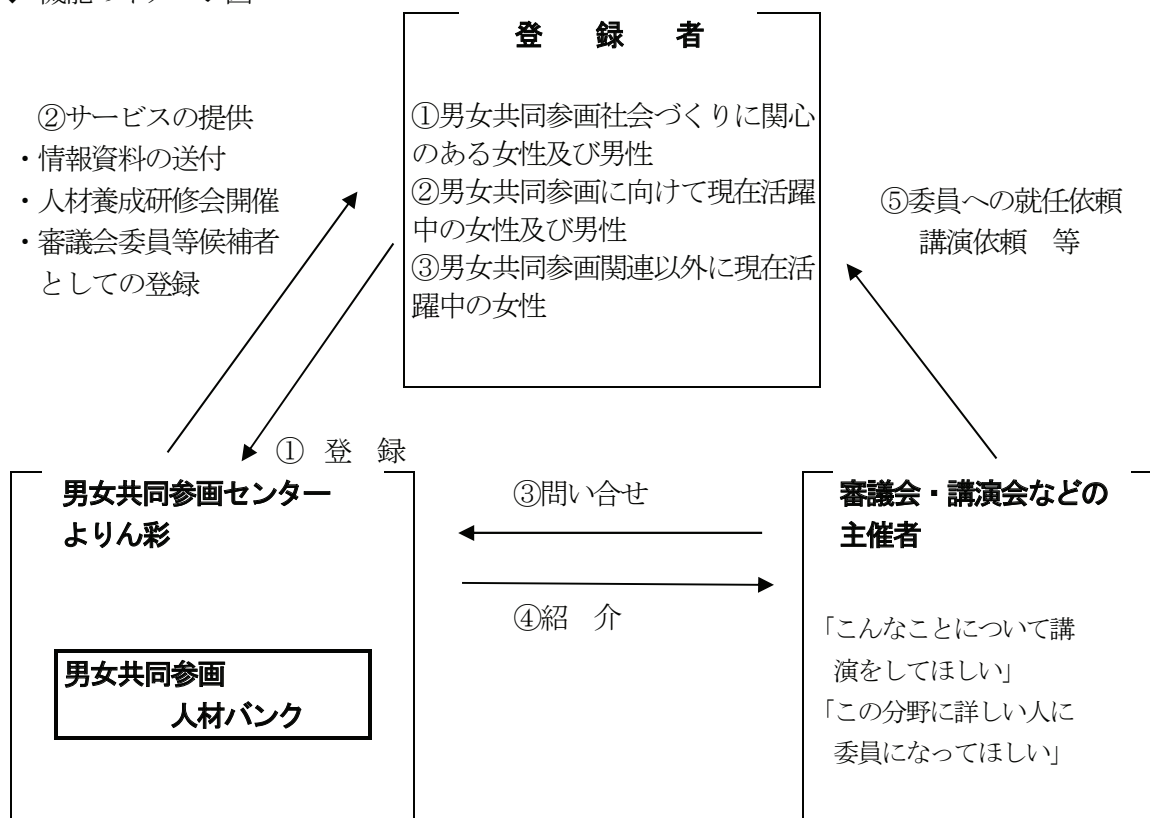 登　録　者
②サービスの提供
・情報資料の送付
・人材養成研修会開催
・審議会委員等候補者
としての登録
①男女共同参画社会づくりに関心
のある女性及び男性
②男女共同参画に向けて現在活躍
中の女性及び男性
③男女共同参画関連以外に現在活
躍中の女性
⑤委員への就任依頼
講演依頼　等
①　登　録
男女共同参画センター
よりん彩
男女共同参画
人材バンク
③問い合せ
④紹　介
審議会・講演会などの
主催者
「こんなことについて講
演をしてほしい」
「この分野に詳しい人に
委員になってほしい」